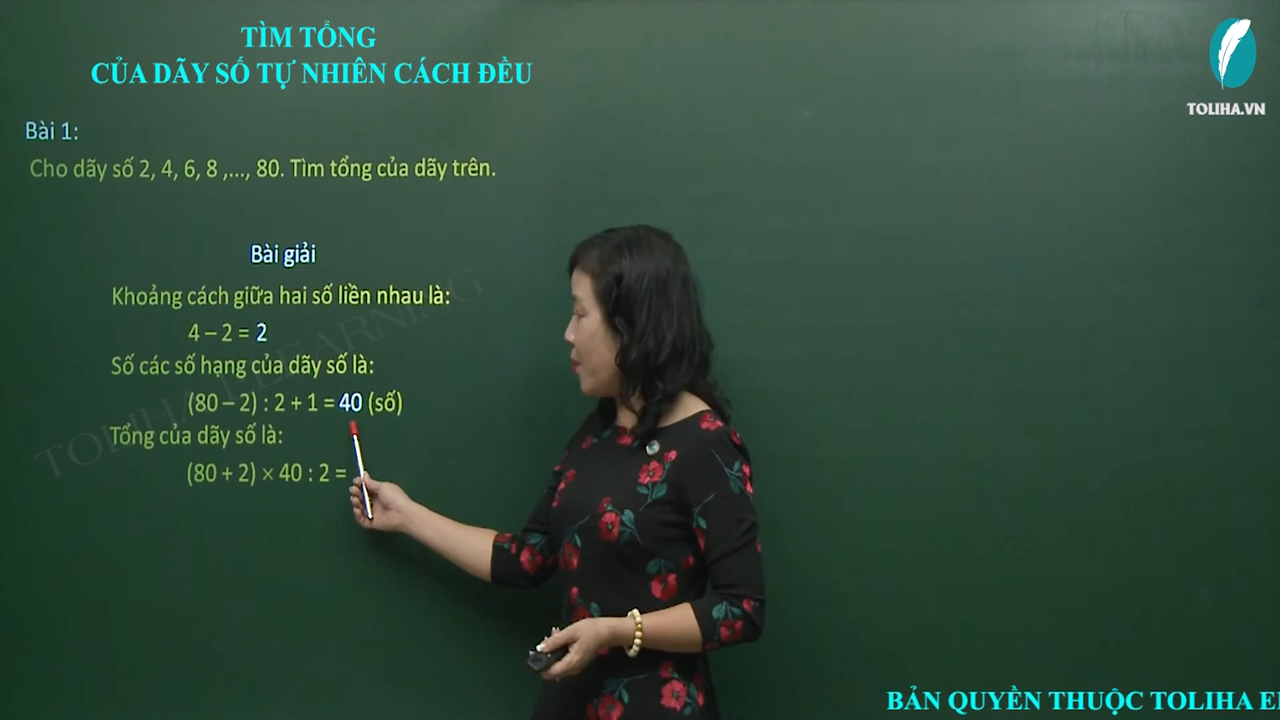 TÌM TỔNG
CỦA DÃY SỐ TỰ NHIÊN CÁCH ĐỀU
TOLIHA.VN
Bài 1:
Cho dãy số 2, 4, 6, 8 ,..., 80. Tìm tổng của dãy trên.
Bài giải
Khoảng cách giữa hai số liền nhau là:
4 – 2 = 2
Số các số hạng của dãy số là:
(80 – 2) : 2 + 1 = 40 (số)
Tổng của dãy số là:
(80 + 2) × 40 : 2 =
TOLIHA ELEARNING
BẢN QUYỀN THUỘC TOLIHA